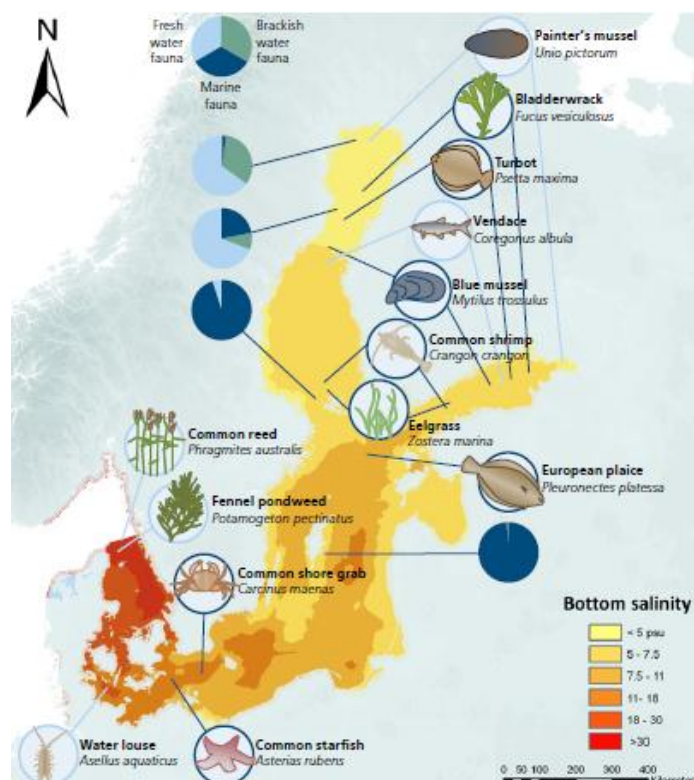 N
Fresh
water
fauna
Brackish
water
fauna
Marine
fauna
Painter's mussel
Unio pictorum
Bladderwrack
Fucus vesiculosus
Turbot
Psetta maxima
Vendace
Coregonus albula
Blue mussel
Mytilus trossulus
Common shrimp
Crangon crangon
Eelgrass
Zostera marina
Common reed
Phragmites australis
European plaice
Pleuronectes platessa
Fennel pondweed
Potamogeton pectinatus
Common shore grab
Carcinus maenas
Bottom salinity
< 5 psu
5 - 7.5
7.5 - 11
11- 18
18 - 30
>30
Water louse
Asellus aquaticus
Common starfish
Asterias rubens
0 50 100 200 300 400